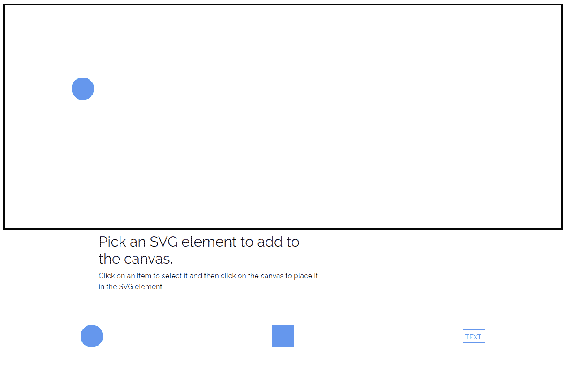 Pick an SVG element to add to
the canvas.
Click on an item to select it and then click on the canvas to place it
in the SVG element.
TEXT